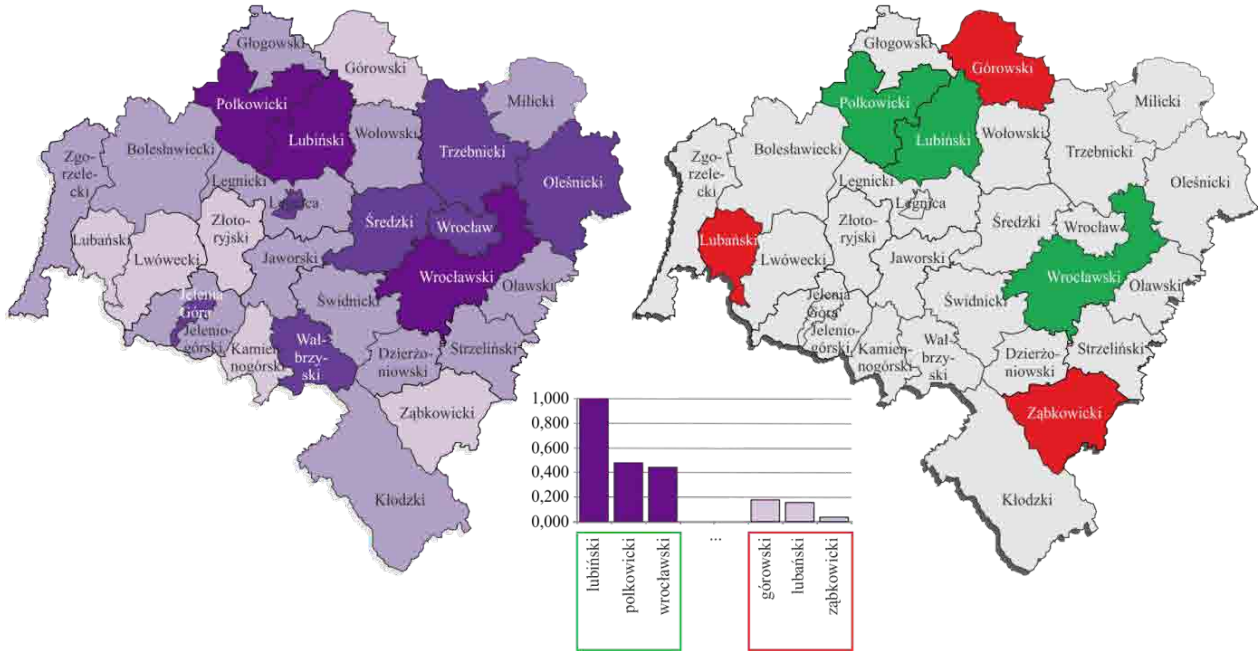 Głogowski
Górowski
Milicki
Polkowicki
Lubiński
Wołowski
Trzebnicki
Zgo-
rzelec-
ki
Bolesławiecki
Legnicki
Legnica
Oleśnicki
Średzki
Wrocław
Złoto-
ryjski
Lubański
Lwówecki
Jaworski
Wrocławski
Jelenia
Góra
Świdnicki
Oławski
Jelenio-
górski
Kamien-
nogórski
Wał-
brzy-
ski
Dzierżo-
niowski
Strzeliński
Ząbkowicki
Kłodzki
Głogowski
Górowski
Milicki
Polkowicki
Lubiński
Wołowski
Trzebnicki
Zgo-
rzelec-
ki
Bolesławiecki
Legnicki
Legnica
Oleśnicki
Średzki
Wrocław
Złoto-
ryjski
Lubański
Lwówecki
Jaworski
Wrocławski
Jelenia
Góra
Świdnicki
Oławski
Jelenio-
górski
Kamien-
nogórski
Wał-
brzy-
ski
Dzierżo-
niowski
Strzeliński
Ząbkowicki
Kłodzki
1,000
0,800
0,600
0,400
0,200
0,000
lubiński
polkowicki
wrocławski
...
górowski
lubański
ząbkowicki